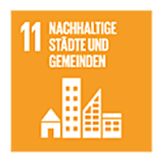 11 NACHHALTIGE
STÄDTE UND
GEMEINDEN